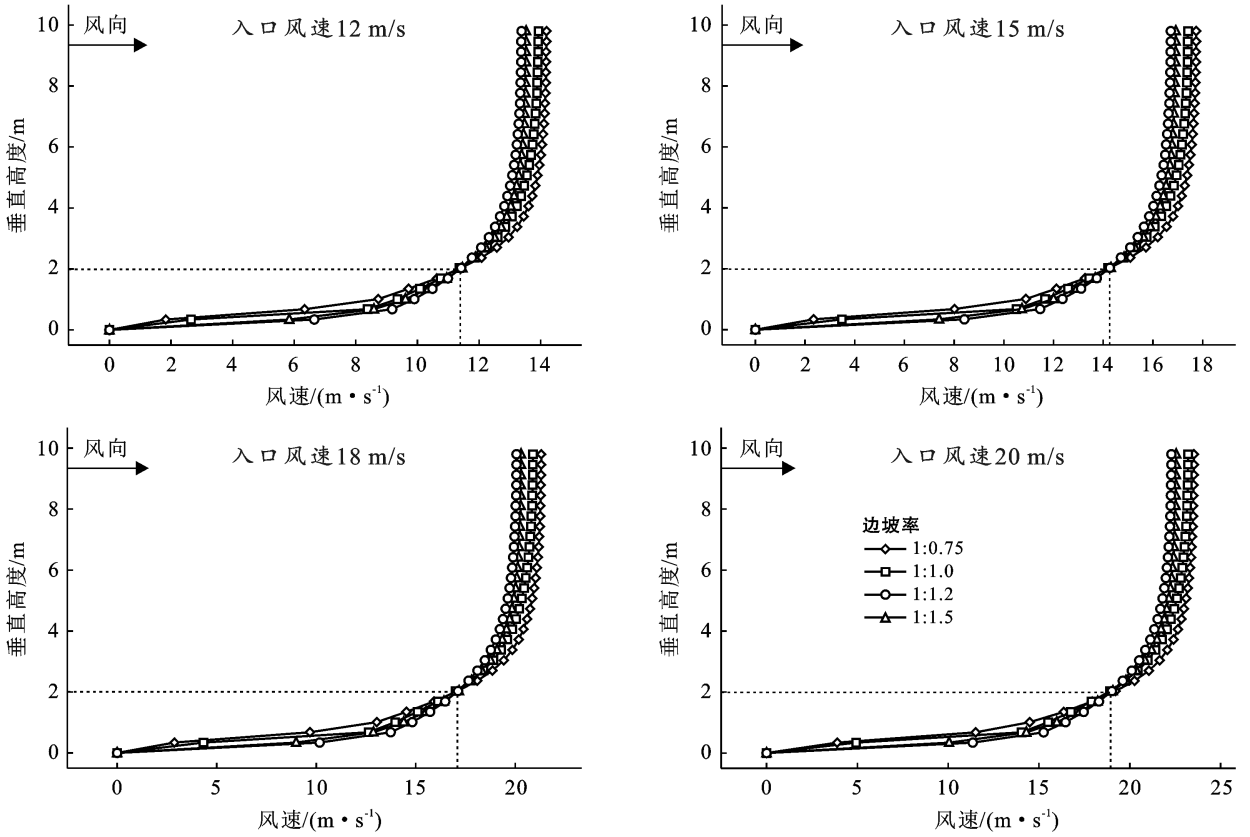 风向
入口风速12 m/s
10
8
6
4
2
0
垂直高度/m
0 2 4 6 8 10 12 14
风速/(m·s⁻¹)
风向
入口风速15 m/s
10
8
6
4
2
0
垂直高度/m
0 2 4 6 8 10 12 14 16 18
风速/(m·s⁻¹)
风向
入口风速18 m/s
10
8
6
4
2
0
垂直高度/m
0 5 10 15 20
风速/(m·s⁻¹)
风向
入口风速20 m/s
10
8
6
4
2
0
垂直高度/m
边坡率
1:0.75
1:1.0
1:1.2
1:1.5
0 5 10 15 20 25
风速/(m·s⁻¹)